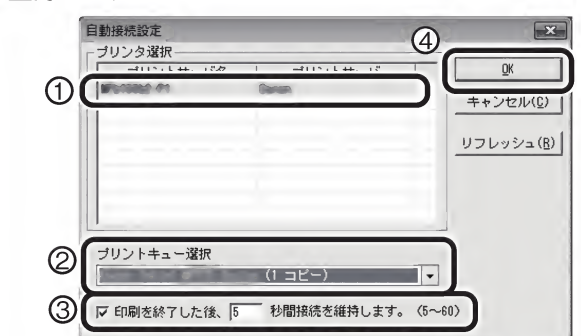 自動接続設定
④
プリンタ選択
OK
①
キャンセル(C)
リフレッシュ(R)
②
プリントキュー選択
(1 コピー)
③
印刷を終了した後、 5 秒間接続を維持します。 (5~60)